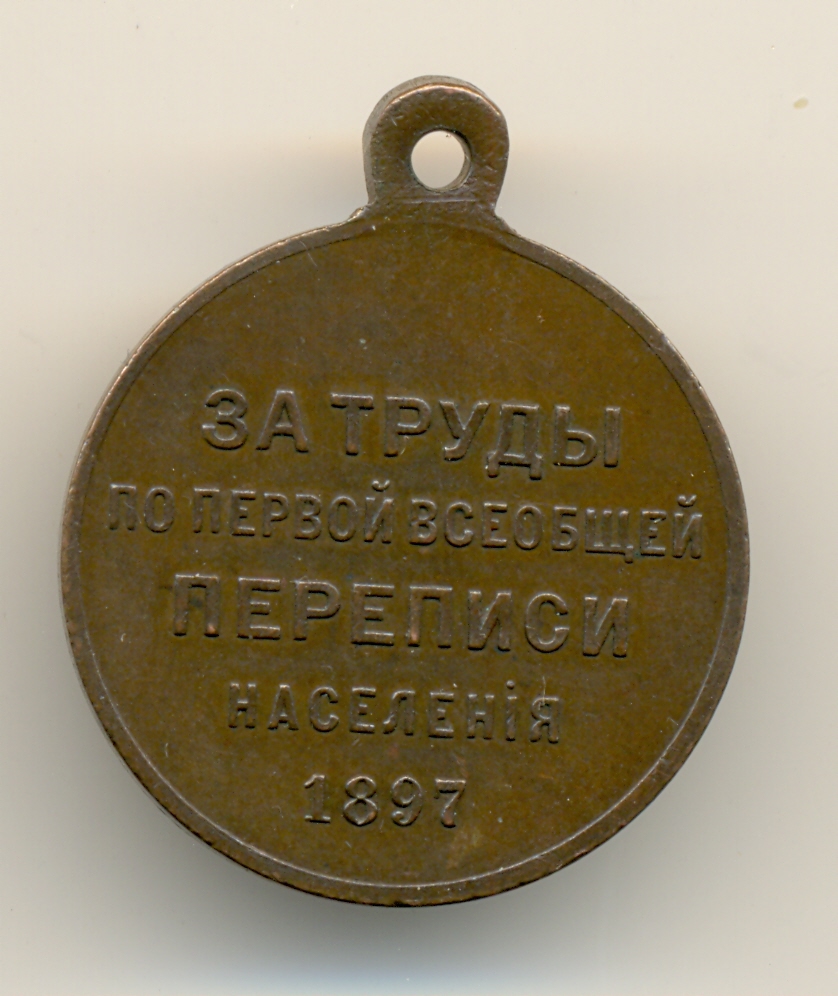 ЗА ТРУДЫ
ПО ПЕРВОЙ ВСЕОБЩЕЙ
ПЕРЕПИСИ
НАСЕЛЕНІЯ
1897